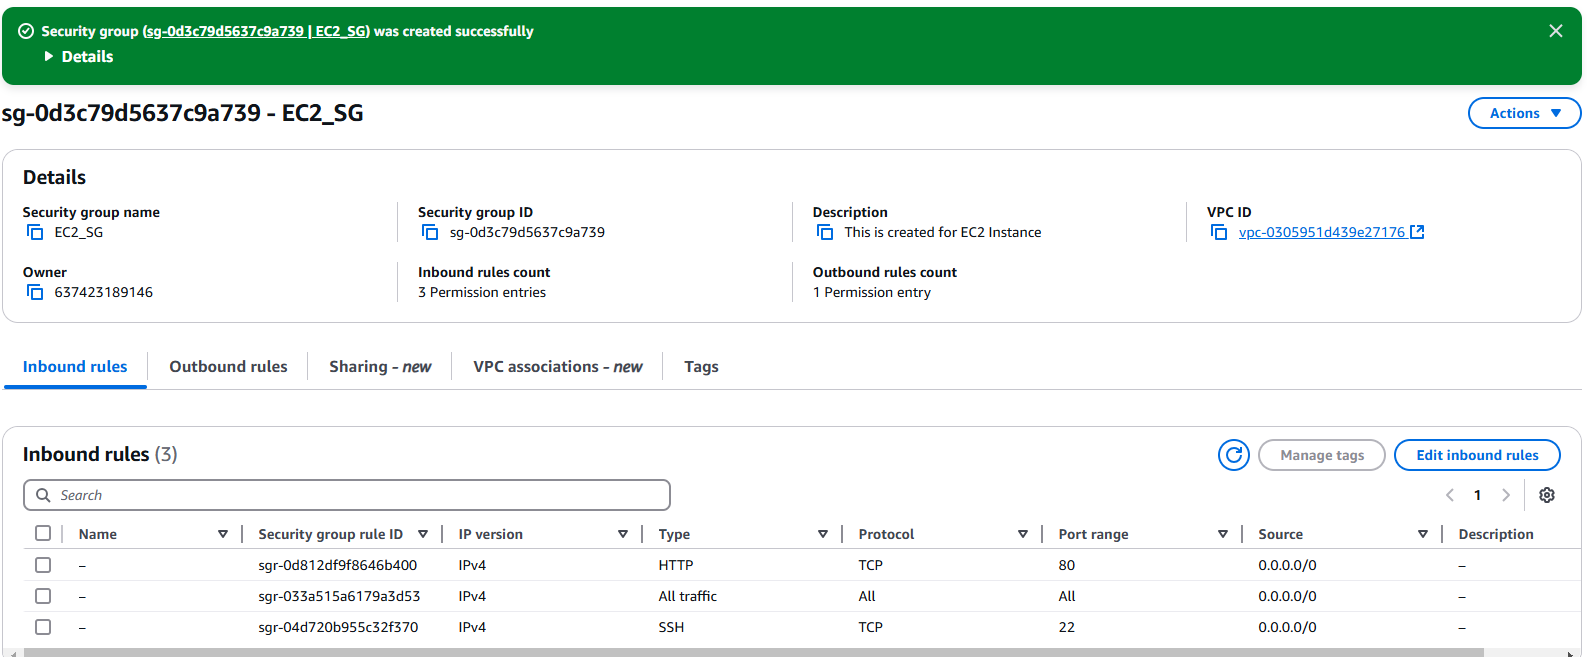 Security group (sg-0d3c79d5637c9a739 | EC2_SG) was created successfully
Details
sg-0d3c79d5637c9a739 - EC2_SG
Actions
Details
Security group name
EC2_SG
Security group ID
sg-0d3c79d5637c9a739
Description
This is created for EC2 Instance
VPC ID
vpc-0305951d439e27176
Owner
637423189146
Inbound rules count
3 Permission entries
Outbound rules count
1 Permission entry
Inbound rules Outbound rules Sharing - new VPC associations - new Tags
Inbound rules (3)
Manage tags Edit inbound rules
Search
1
Name Security group rule ID IP version Type Protocol Port range Source Description
– sgr-0d812df9f8646b400 IPv4 HTTP TCP 80 0.0.0.0/0 –
– sgr-033a515a6179a3d53 IPv4 All traffic All All 0.0.0.0/0 –
– sgr-04d720b955c32f370 IPv4 SSH TCP 22 0.0.0.0/0 –